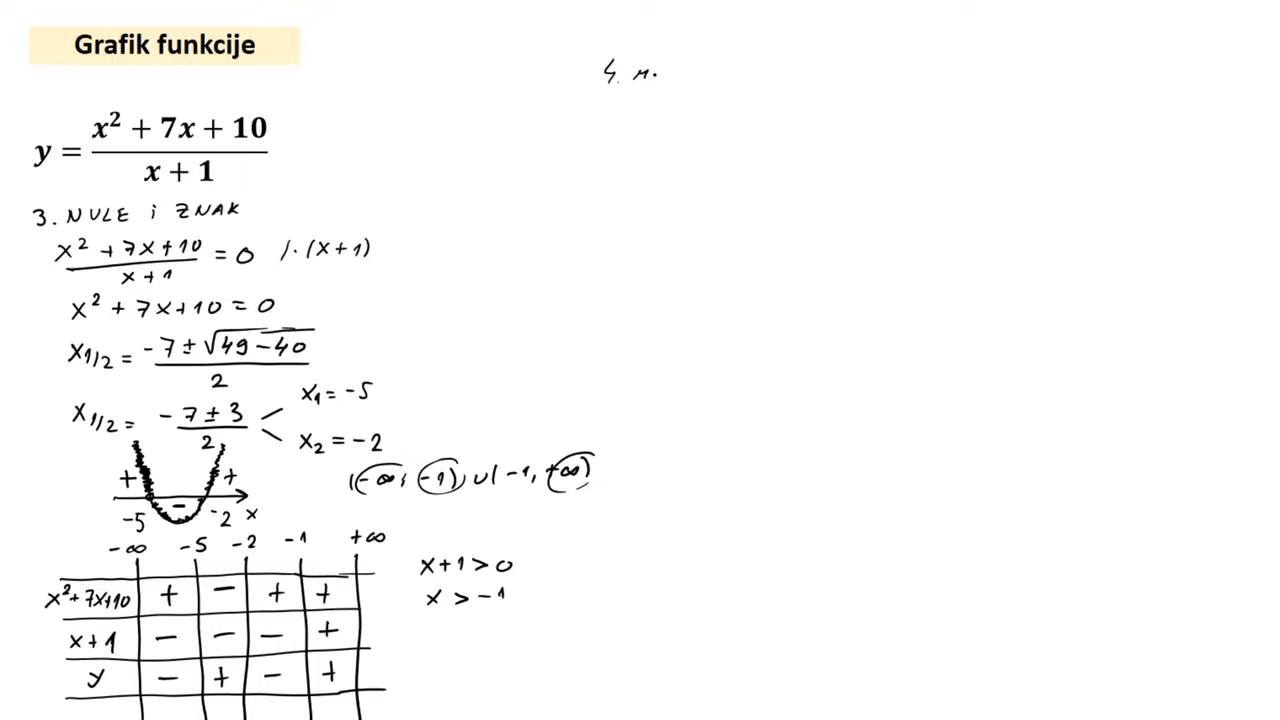 Grafik funkcije
4. м.
y = (x² + 7x + 10)/(x + 1)
3. NULE i ZNAK
(x² + 7x + 10)/(x + 1) = 0 /· (x + 1)
x² + 7x + 10 = 0
x1/2 = (-7 ± √(49 - 40))/2
x1/2 = (-7 ± 3)/2
x₁ = -5
x₂ = -2
+ - +
-5 -2 x
(-∞, -1) ∪ (-1, +∞)
-∞ -5 -2 -1 +∞
x² + 7x + 10 + - + +
x + 1 - - - +
y - + - +
x + 1 > 0
x > -1